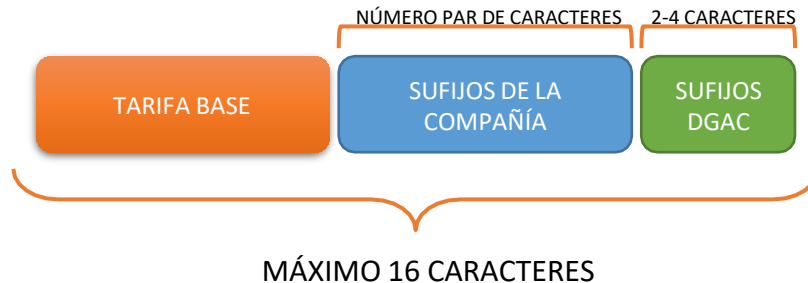 NÚMERO PAR DE CARACTERES
2-4 CARACTERES
TARIFA BASE
SUFIJOS DE LA
COMPAÑÍA
SUFIJOS
DGAC
MÁXIMO 16 CARACTERES